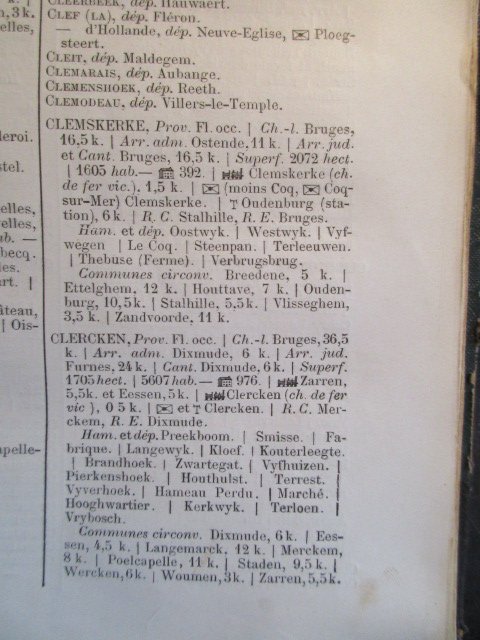 CLEERBEEK, dép. Hauwaert.
CLEF (LA), dép. Fléron.
— d'Hollande, dép. Neuve-Eglise, ✉ Ploeg-
steert.
CLEIT, dép. Maldegem.
CLEMARAIS, dép. Aubange.
CLEMENSHOEK, dép. Reeth.
CLEMODEAU, dép. Villers-le-Temple.
CLEMSKERKE, Prov. Fl. occ. | Ch.-l. Bruges,
16,5 k. | Arr. adm. Ostende, 11 k. | Arr. jud.
et Cant. Bruges, 16,5 k. | Superf. 2072 hect.
| 1605 hab.— 392. | Clemskerke (ch.
de fer vic.). 1,5 k. | ✉ (moins Coq, ✉ Coq-
sur-Mer) Clemskerke. | T Oudenburg (sta-
tion), 6 k. | R. C. Stalhille, R. E. Bruges.
Ham. et dép. Oostwyk. | Westwyk. | Vyf-
wegen | Le Coq. | Steenpan. | Terleeuwen.
| Thebuse (Ferme). | Verbrugsbrug.
Communes circonv. Breedene, 5 k. |
Ettelghem, 12 k. | Houttave, 7 k. | Ouden-
burg, 10,5 k. | Stalhille, 5,5 k. | Vlisseghem,
3,5 k. | Zandvoorde, 11 k.
CLERCKEN, Prov. Fl. occ. | Ch.-l. Bruges, 36,5
k. | Arr. adm. Dixmude, 6 k. | Arr. jud.
Furnes, 24 k. | Cant. Dixmude, 6 k. | Superf.
1705 hect. | 5607 hab.— 976. | Zarren,
5,5k. et Eessen, 5k. | Clercken (ch. de fer
vic ), 0 5 k. | ✉ et T Clercken. | R. C. Mer-
ckem, R. E. Dixmude.
Ham. et dép. Preekboom. | Smisse. | Fa-
brique. | Langewyk. | Kloef. | Konterleegte.
| Brandhoek. | Zwartegat. | Vyfhuizen. |
Pierkenshoek. | Houthulst. | Terrest. |
Vyverhoek. | Hameau Perdu. | Marché. |
Hooghwartier. | Kerkwyk. | Terloen. |
Vrybosch.
Communes circonv. Dixmude, 6 k. | Ees-
sen, 4,5 k. | Langemarck. 12 k. | Merckem,
8 k. | Poelcapelle, 11 k. | Staden, 9,5 k. |
Wercken, 6 k. | Woumen, 3k. | Zarren, 5,5 k.